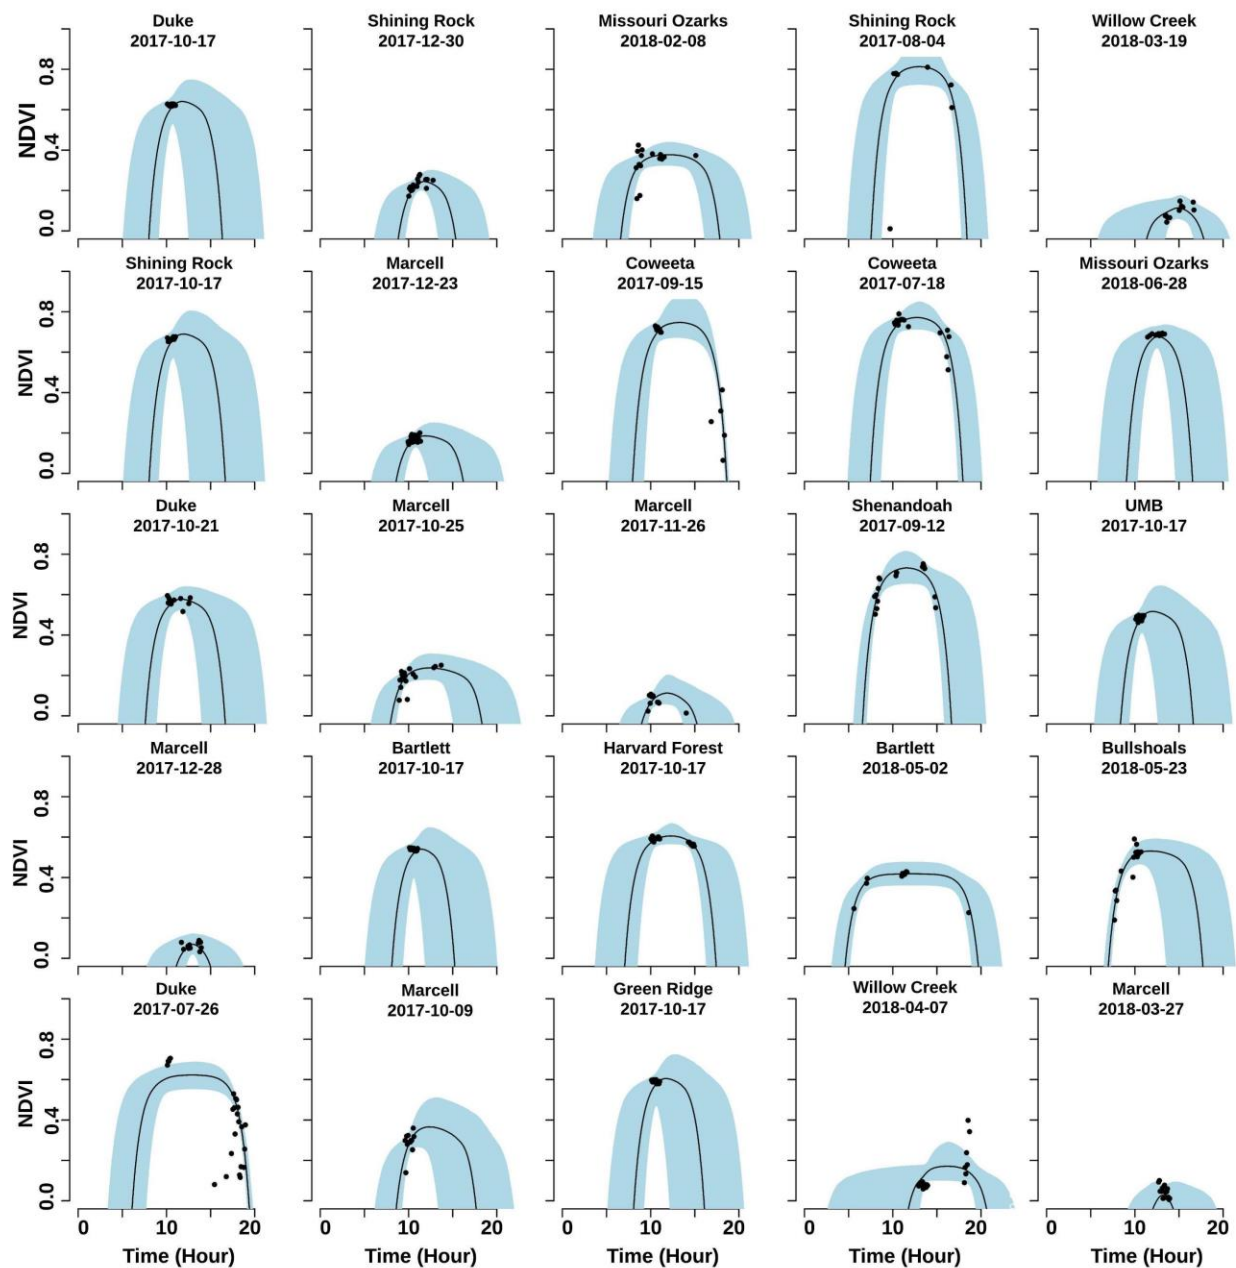 Duke
2017-10-17
Shining Rock
2017-12-30
Missouri Ozarks
2018-02-08
Shining Rock
2017-08-04
Willow Creek
2018-03-19
NDVI
0.8
0.4
0.0
Shining Rock
2017-10-17
Marcell
2017-12-23
Coweeta
2017-09-15
Coweeta
2017-07-18
Missouri Ozarks
2018-06-28
NDVI
0.8
0.4
0.0
Duke
2017-10-21
Marcell
2017-10-25
Marcell
2017-11-26
Shenandoah
2017-09-12
UMB
2017-10-17
NDVI
0.8
0.4
0.0
Marcell
2017-12-28
Bartlett
2017-10-17
Harvard Forest
2017-10-17
Bartlett
2018-05-02
Bullshoals
2018-05-23
NDVI
0.8
0.4
0.0
Duke
2017-07-26
Marcell
2017-10-09
Green Ridge
2017-10-17
Willow Creek
2018-04-07
Marcell
2018-03-27
NDVI
0.8
0.4
0.0
0 10 20
0 10 20
0 10 20
0 10 20
0 10 20
Time (Hour)
Time (Hour)
Time (Hour)
Time (Hour)
Time (Hour)